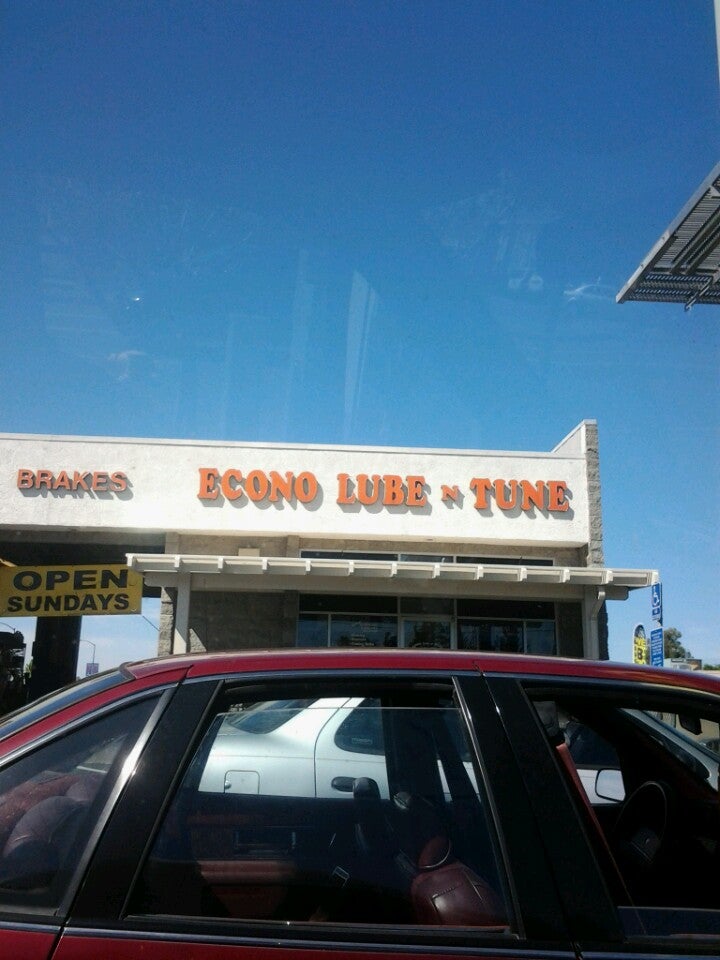 BRAKES
ECONO LUBE N TUNE
OPEN
SUNDAYS